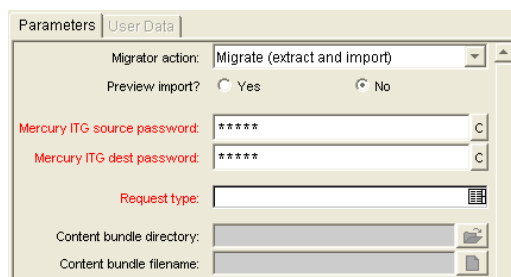 Parameters User Data
Migrator action: Migrate (extract and import)
Preview import? Yes No
Mercury ITG source password: ***** C
Mercury ITG dest password: ***** C
Request type:
Content bundle directory:
Content bundle filename: